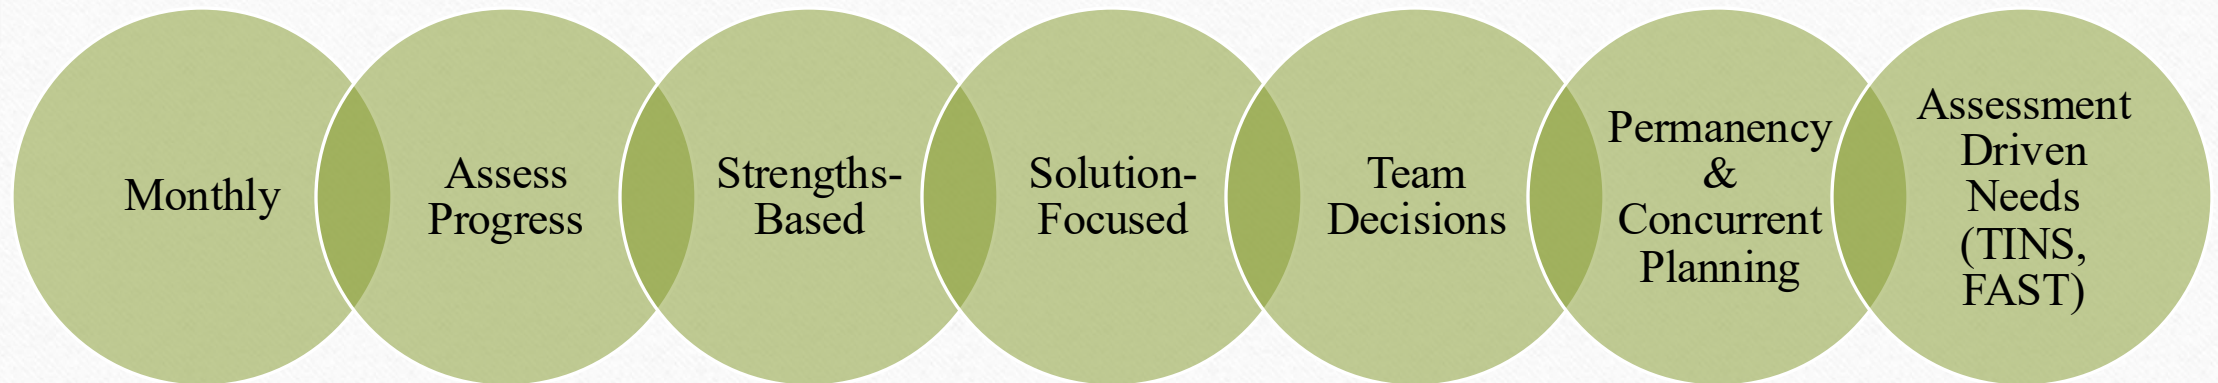 Monthly
Assess
Progress
Strengths-
Based
Solution-
Focused
Team
Decisions
Permanency
&
Concurrent
Planning
Assessment
Driven
Needs
(TINS,
FAST)